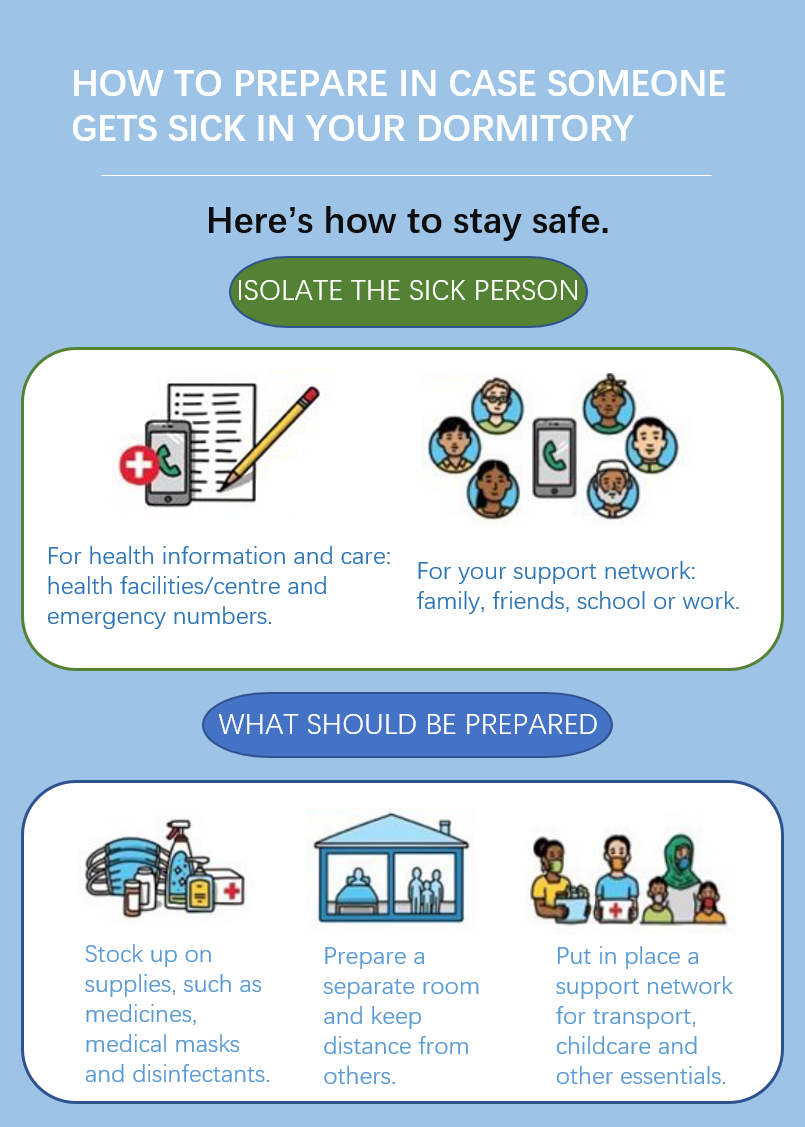 HOW TO PREPARE IN CASE SOMEONE
GETS SICK IN YOUR DORMITORY
Here's how to stay safe.
ISOLATE THE SICK PERSON
For health information and care:
health facilities/centre and
emergency numbers.
For your support network:
family, friends, school or work.
WHAT SHOULD BE PREPARED
Stock up on
supplies, such as
medicines,
medical masks
and disinfectants.
Prepare a
separate room
and keep
distance from
others.
Put in place a
support network
for transport,
childcare and
other essentials.